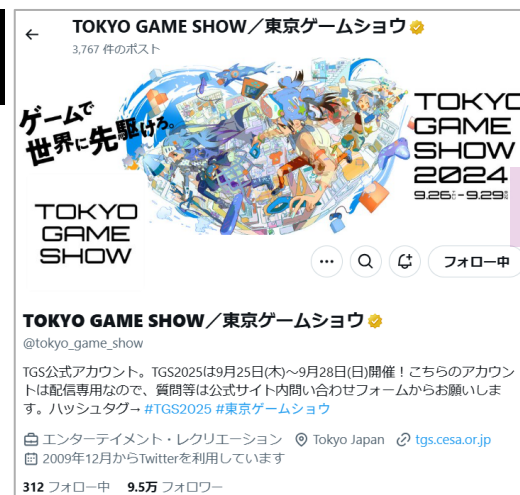 TOKYO GAME SHOW／東京ゲームショウ
3,767 件のポスト
ゲームで
世界に先駆けろ。
TOKYO
GAME
SHOW
2024
9.26 - 9.29
TOKYO
GAME
SHOW
フォロー中
TOKYO GAME SHOW／東京ゲームショウ
@tokyo_game_show
TGS公式アカウント。TGS2025は9月25日(木)～9月28日(日)開催！こちらのアカウン
トは配信専用なので、質問等は公式サイト内問い合わせフォームからお願いしま
す。ハッシュタグ→ #TGS2025 #東京ゲームショウ
エンターテイメント・レクリエーション Tokyo Japan tgs.cesa.or.jp
2009年12月からTwitterを利用しています
312 フォロー中 9.5万 フォロワー